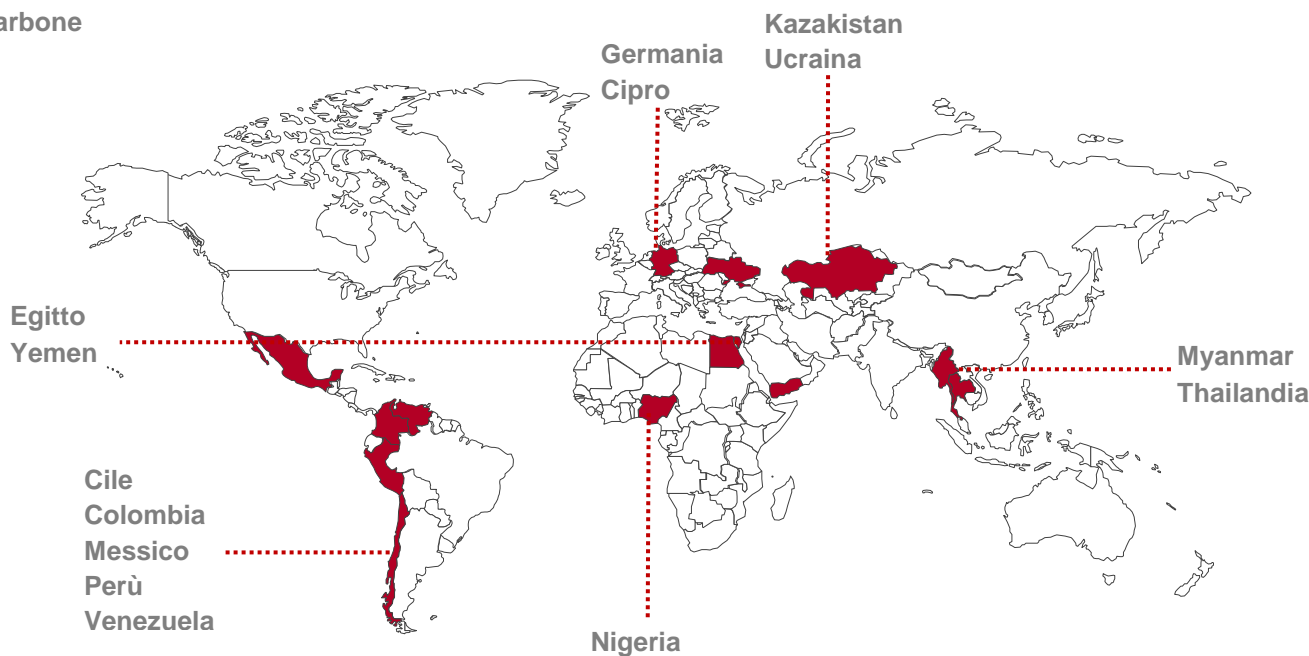 arbone
Kazakistan
Ucraina
Germania
Cipro
Egitto
Yemen
Myanmar
Thailandia
Cile
Colombia
Messico
Perù
Venezuela
Nigeria